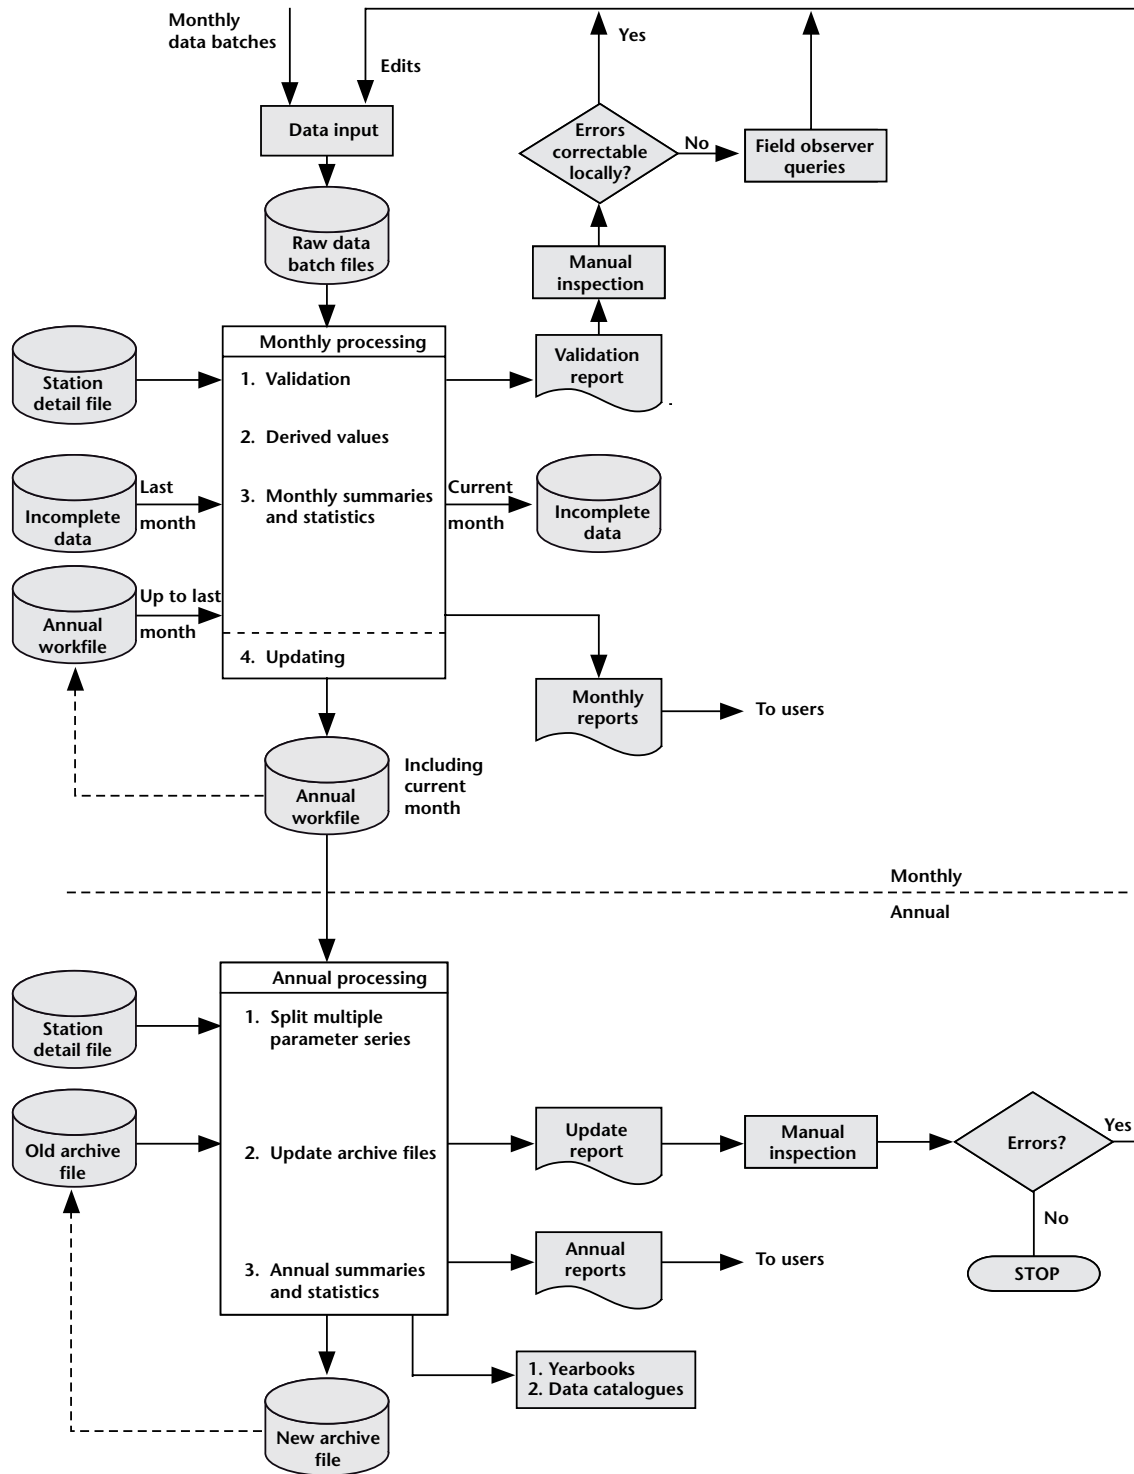 Monthly
data batches
Edits
Yes
Data input
Errors
correctable
locally?
No
Field observer
queries
Raw data
batch files
Manual
inspection
Monthly processing
Station
detail file
1. Validation
Validation
report
2. Derived values
Incomplete
data
Last
month
3. Monthly summaries
and statistics
Current
month
Incomplete
data
Annual
workfile
Up to last
month
4. Updating
Monthly
reports
To users
Annual
workfile
Including
current
month
Monthly
Annual
Annual processing
Station
detail file
1. Split multiple
parameter series
Old archive
file
2. Update archive files
Update
report
Manual
inspection
Errors?
Yes
No
STOP
3. Annual summaries
and statistics
Annual
reports
To users
1. Yearbooks
2. Data catalogues
New archive
file